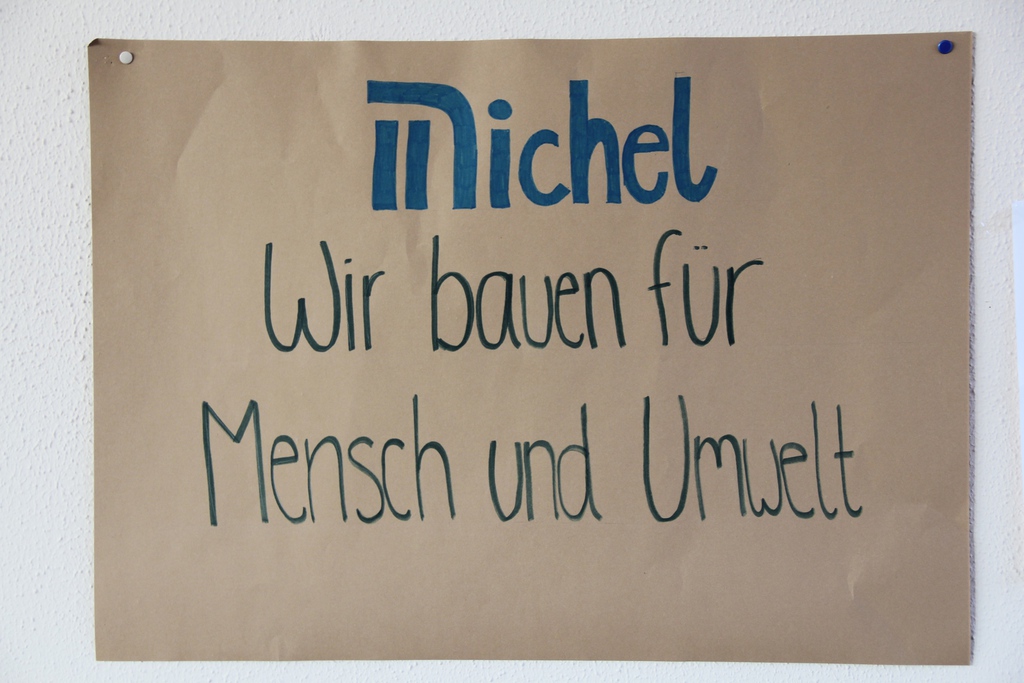 Michel
Wir bauen für
Mensch und Umwelt